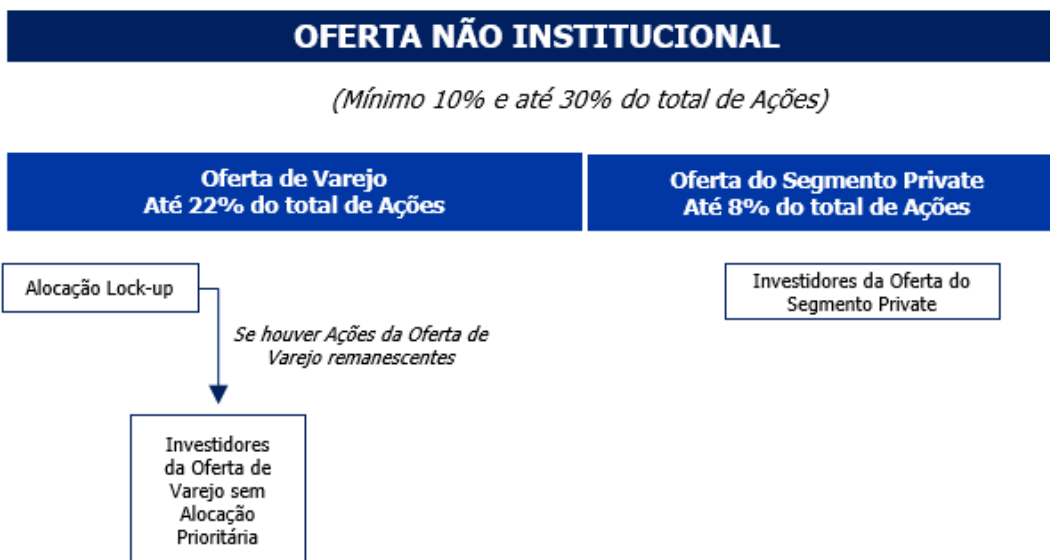 OFERTA NÃO INSTITUCIONAL
(Mínimo 10% e até 30% do total de Ações)
Oferta de Varejo
Até 22% do total de Ações
Oferta do Segmento Private
Até 8% do total de Ações
Alocação Lock-up
Se houver Ações da Oferta de
Varejo remanescentes
Investidores
da Oferta de
Varejo sem
Alocação
Prioritária
Investidores da Oferta do
Segmento Private